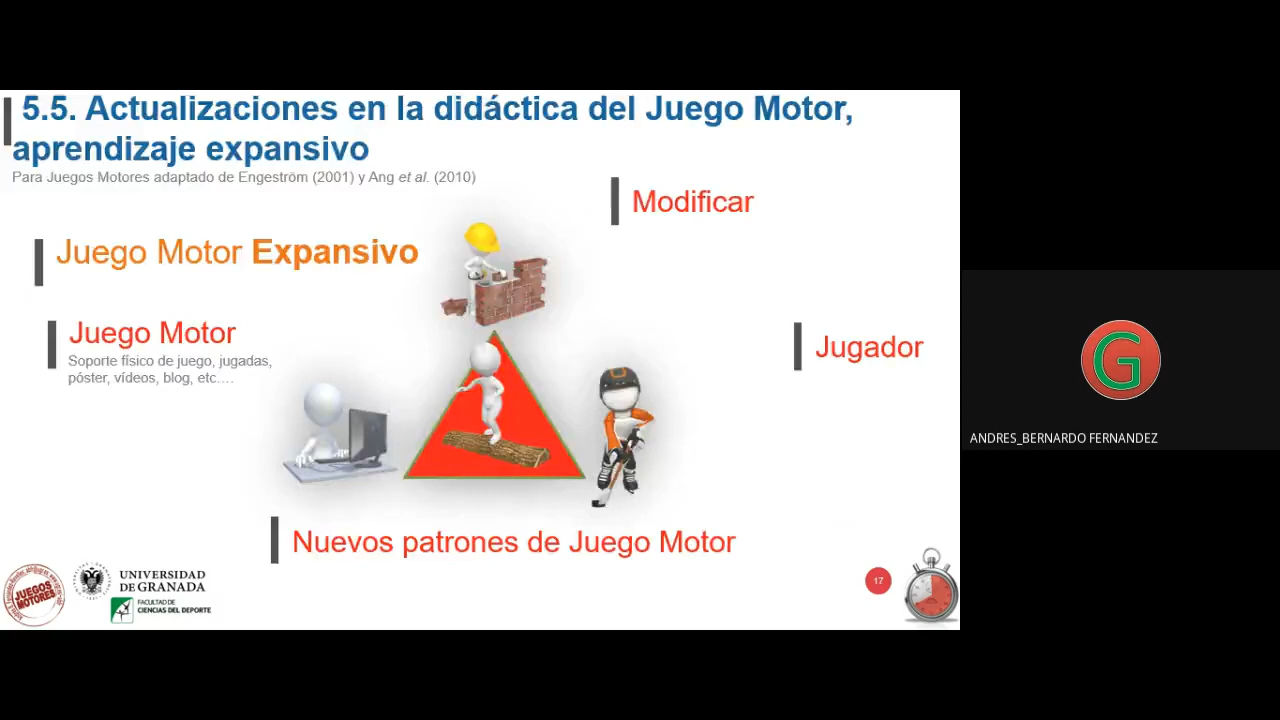 5.5. Actualizaciones en la didáctica del Juego Motor,
aprendizaje expansivo
Para Juegos Motores adaptado de Engeström (2001) y Ang et al. (2010)
Modificar
Juego Motor Expansivo
Juego Motor
Soporte físico de juego, jugadas,
póster, vídeos, blog, etc....
Jugador
Nuevos patrones de Juego Motor
JUEGOS
MOTORES
UNIVERSIDAD
DE GRANADA
FACULTAD DE
CIENCIAS DEL DEPORTE
17
G
ANDRES_BERNARDO FERNANDEZ